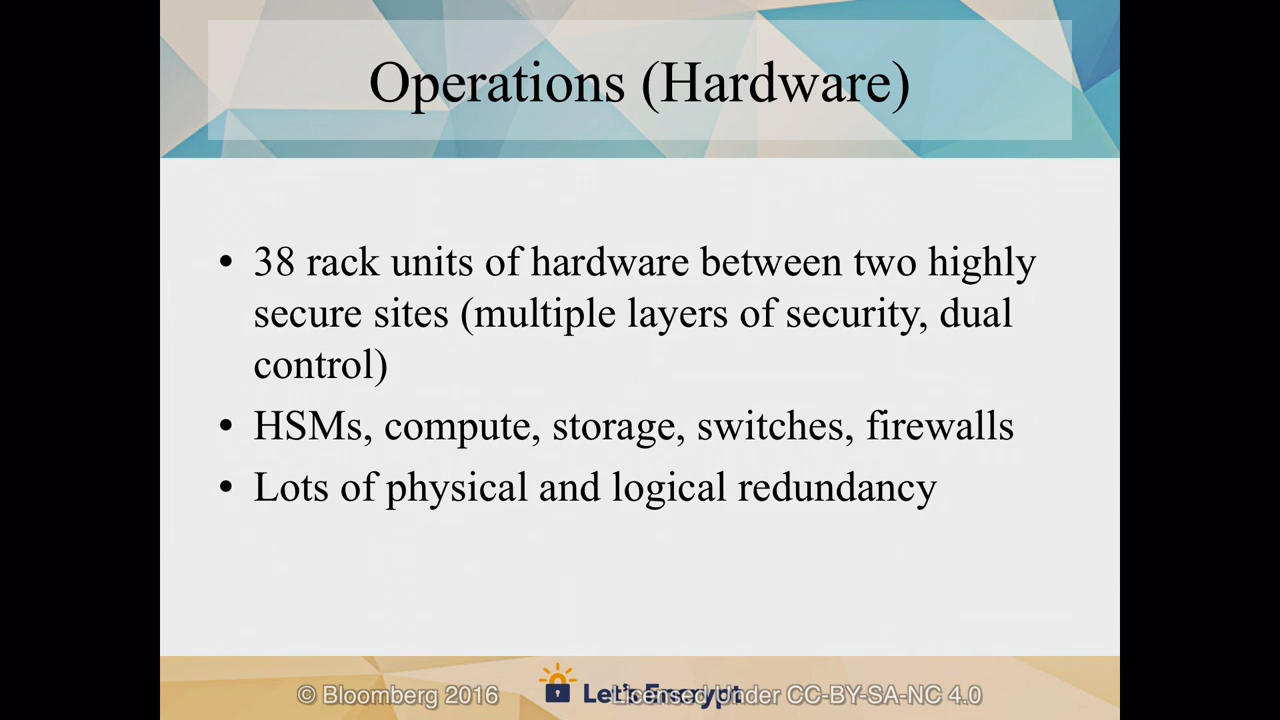 Operations (Hardware)
• 38 rack units of hardware between two highly
secure sites (multiple layers of security, dual
control)
• HSMs, compute, storage, switches, firewalls
• Lots of physical and logical redundancy
© Bloomberg 2016
Let's Encrypt
Licensed Under CC-BY-SA-NC 4.0